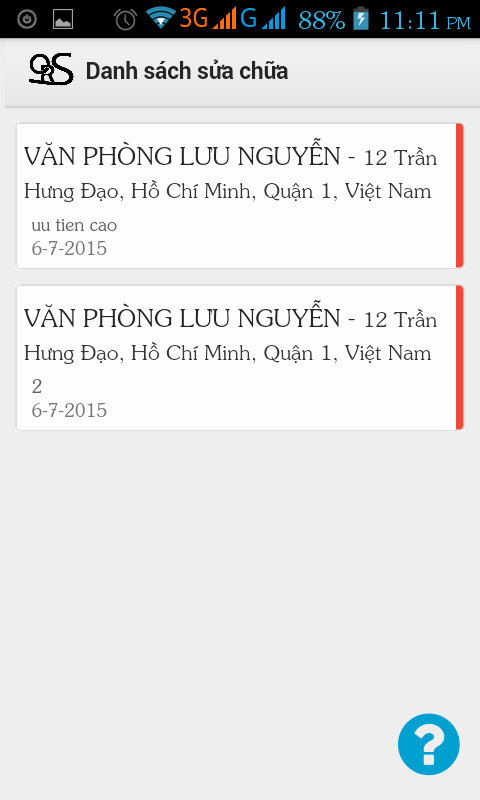 3G G 88% 11:11 PM
QRS Danh sách sửa chữa
VĂN PHÒNG LƯU NGUYỄN - 12 Trần
Hưng Đạo, Hồ Chí Minh, Quận 1, Việt Nam
uu tien cao
6-7-2015
VĂN PHÒNG LƯU NGUYỄN - 12 Trần
Hưng Đạo, Hồ Chí Minh, Quận 1, Việt Nam
2
6-7-2015
?